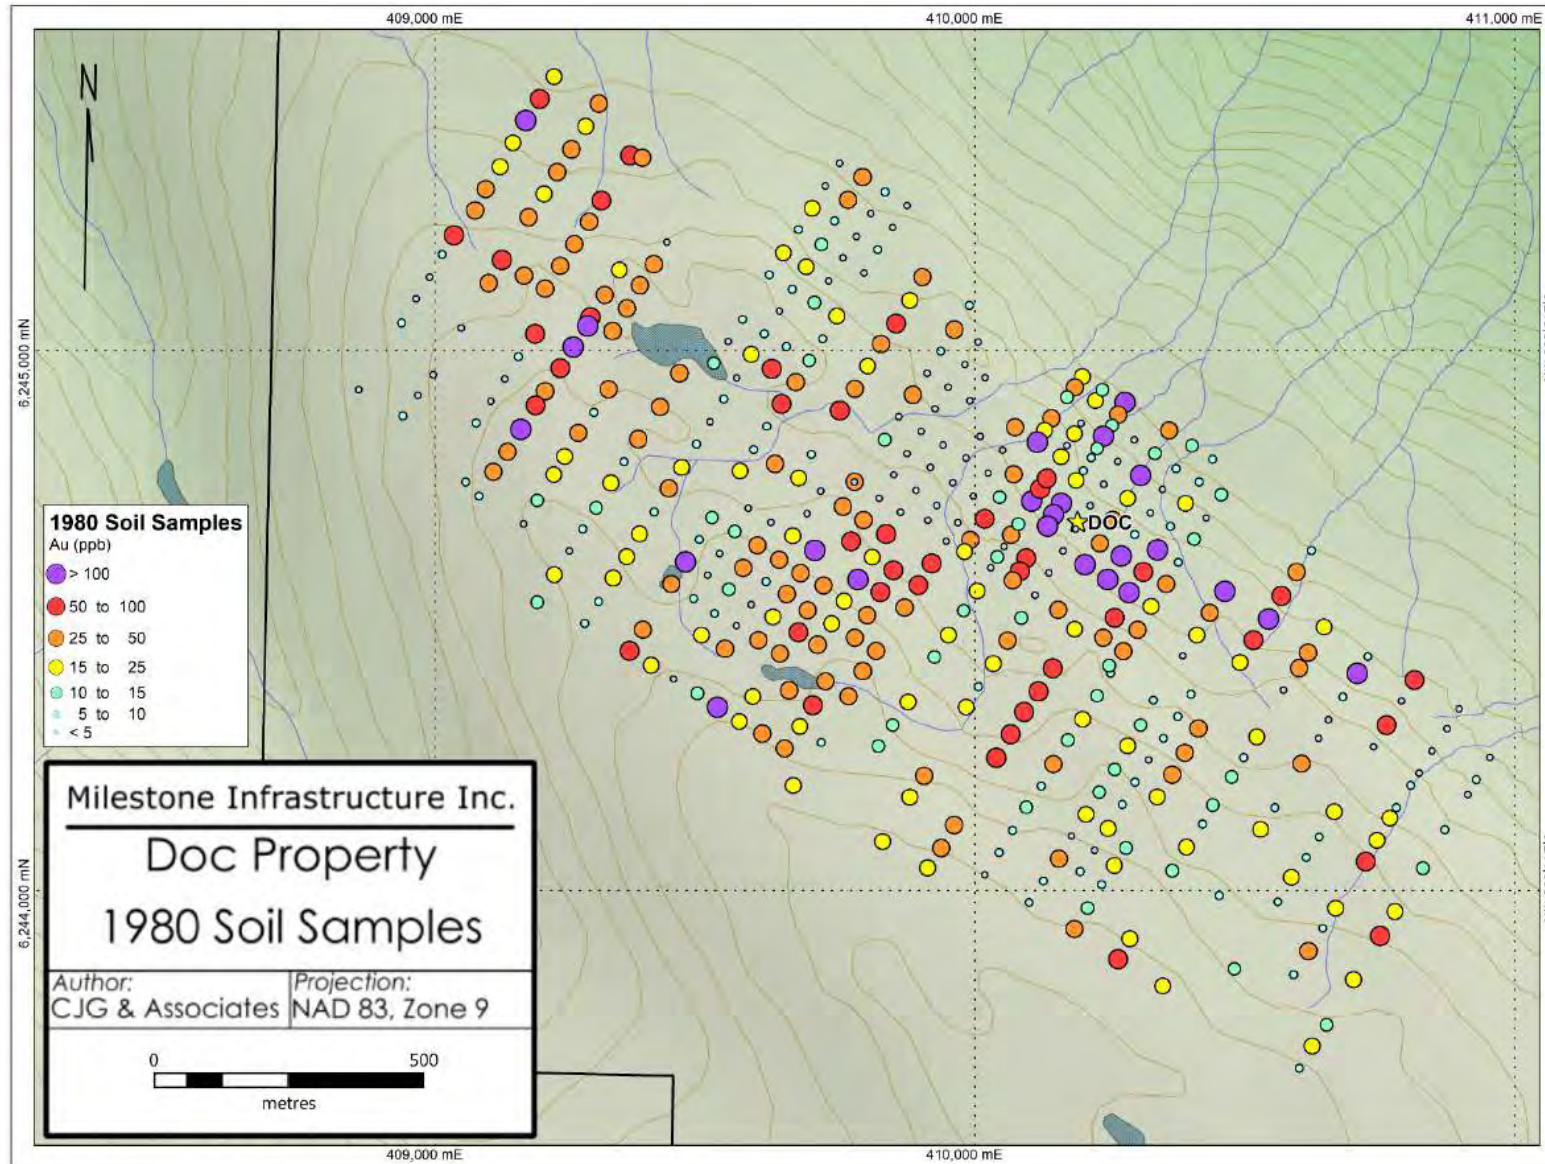 409,000 mE
410,000 mE
411,000 mE
N
6,245,000 mN
DOC
1980 Soil Samples
Au (ppb)
> 100
50 to 100
25 to 50
15 to 25
10 to 15
5 to 10
< 5
6,244,000 mN
Milestone Infrastructure Inc.
Doc Property
1980 Soil Samples
Author:
CJG & Associates
Projection:
NAD 83, Zone 9
0 500
metres
409,000 mE
410,000 mE